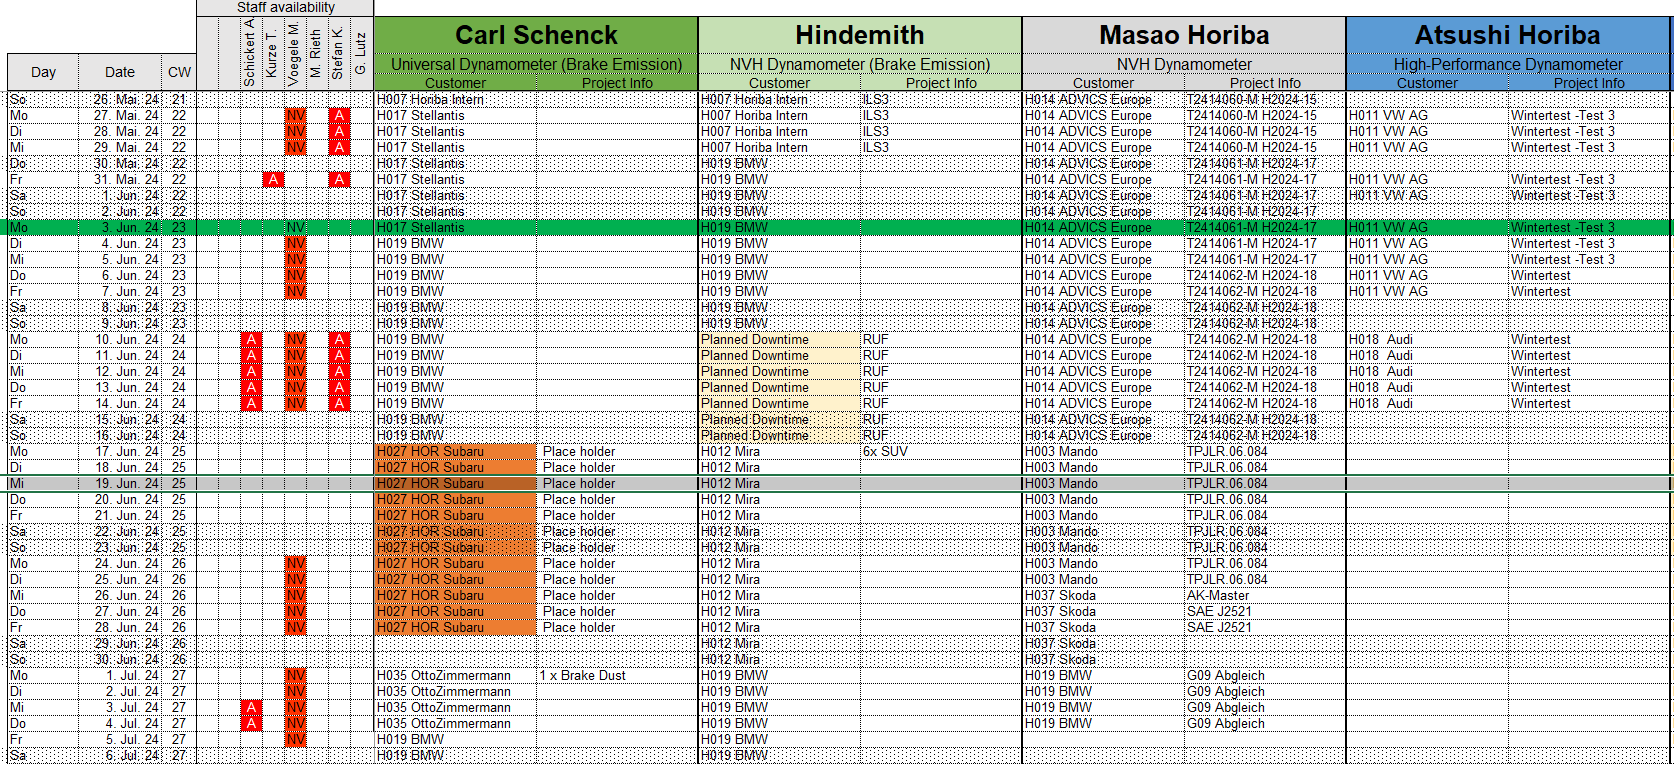 Staff availability
Schickert A.
Kurze T.
Voegele M.
M. Rieth
Stefan K.
G. Lutz
Carl Schenck Hindemith Masao Horiba Atsushi Horiba
Universal Dynamometer (Brake Emission) NVH Dynamometer (Brake Emission) NVH Dynamometer High-Performance Dynamometer
Day Date CW Customer Project Info Customer Project Info Customer Project Info Customer Project Info
So 26. Mai. 24 21 H007 Horiba Intern H007 Horiba Intern ILS3 H014 ADVICS Europe T2414060-M H2024-15
Mo 27. Mai. 24 22 NV A H017 Stellantis H007 Horiba Intern ILS3 H014 ADVICS Europe T2414060-M H2024-15 H011 VW AG Wintertest -Test 3
Di 28. Mai. 24 22 NV A H017 Stellantis H007 Horiba Intern ILS3 H014 ADVICS Europe T2414060-M H2024-15 H011 VW AG Wintertest -Test 3
Mi 29. Mai. 24 22 NV A H017 Stellantis H007 Horiba Intern ILS3 H014 ADVICS Europe T2414060-M H2024-15 H011 VW AG Wintertest -Test 3
Do 30. Mai. 24 22 H017 Stellantis H019 BMW H014 ADVICS Europe T2414061-M H2024-17
Fr 31. Mai. 24 22 A A H017 Stellantis H019 BMW H014 ADVICS Europe T2414061-M H2024-17 H011 VW AG Wintertest -Test 3
Sa 1. Jun. 24 22 H017 Stellantis H019 BMW H014 ADVICS Europe T2414061-M H2024-17 H011 VW AG Wintertest -Test 3
So 2. Jun. 24 22 H017 Stellantis H019 BMW H014 ADVICS Europe T2414061-M H2024-17
Mo 3. Jun. 24 23 NV H017 Stellantis H019 BMW H014 ADVICS Europe T2414061-M H2024-17 H011 VW AG Wintertest -Test 3
Di 4. Jun. 24 23 NV H019 BMW H019 BMW H014 ADVICS Europe T2414061-M H2024-17 H011 VW AG Wintertest -Test 3
Mi 5. Jun. 24 23 NV H019 BMW H019 BMW H014 ADVICS Europe T2414061-M H2024-17 H011 VW AG Wintertest -Test 3
Do 6. Jun. 24 23 NV H019 BMW H019 BMW H014 ADVICS Europe T2414062-M H2024-18 H011 VW AG Wintertest
Fr 7. Jun. 24 23 NV H019 BMW H019 BMW H014 ADVICS Europe T2414062-M H2024-18 H011 VW AG Wintertest
Sa 8. Jun. 24 23 H019 BMW H019 BMW H014 ADVICS Europe T2414062-M H2024-18
So 9. Jun. 24 23 H019 BMW H019 BMW H014 ADVICS Europe T2414062-M H2024-18
Mo 10. Jun. 24 24 A NV A H019 BMW Planned Downtime RUF H014 ADVICS Europe T2414062-M H2024-18 H018 Audi Wintertest
Di 11. Jun. 24 24 A NV A H019 BMW Planned Downtime RUF H014 ADVICS Europe T2414062-M H2024-18 H018 Audi Wintertest
Mi 12. Jun. 24 24 A NV A H019 BMW Planned Downtime RUF H014 ADVICS Europe T2414062-M H2024-18 H018 Audi Wintertest
Do 13. Jun. 24 24 A NV A H019 BMW Planned Downtime RUF H014 ADVICS Europe T2414062-M H2024-18 H018 Audi Wintertest
Fr 14. Jun. 24 24 A NV A H019 BMW Planned Downtime RUF H014 ADVICS Europe T2414062-M H2024-18 H018 Audi Wintertest
Sa 15. Jun. 24 24 H019 BMW Planned Downtime RUF H014 ADVICS Europe T2414062-M H2024-18
So 16. Jun. 24 24 H019 BMW Planned Downtime RUF H014 ADVICS Europe T2414062-M H2024-18
Mo 17. Jun. 24 25 H027 HOR Subaru Place holder H012 Mira 6x SUV H003 Mando TPJLR.06.084
Di 18. Jun. 24 25 H027 HOR Subaru Place holder H012 Mira H003 Mando TPJLR.06.084
Mi 19. Jun. 24 25 H027 HOR Subaru Place holder H012 Mira H003 Mando TPJLR.06.084
Do 20. Jun. 24 25 H027 HOR Subaru Place holder H012 Mira H003 Mando TPJLR.06.084
Fr 21. Jun. 24 25 H027 HOR Subaru Place holder H012 Mira H003 Mando TPJLR.06.084
Sa 22. Jun. 24 25 H027 HOR Subaru Place holder H012 Mira H003 Mando TPJLR.06.084
So 23. Jun. 24 25 H027 HOR Subaru Place holder H012 Mira H003 Mando TPJLR.06.084
Mo 24. Jun. 24 26 NV H027 HOR Subaru Place holder H012 Mira H003 Mando TPJLR.06.084
Di 25. Jun. 24 26 NV H027 HOR Subaru Place holder H012 Mira H003 Mando TPJLR.06.084
Mi 26. Jun. 24 26 NV H027 HOR Subaru Place holder H012 Mira H037 Skoda AK-Master
Do 27. Jun. 24 26 NV H027 HOR Subaru Place holder H012 Mira H037 Skoda SAE J2521
Fr 28. Jun. 24 26 NV H027 HOR Subaru Place holder H012 Mira H037 Skoda SAE J2521
Sa 29. Jun. 24 26 H012 Mira H037 Skoda
So 30. Jun. 24 26 H012 Mira H037 Skoda
Mo 1. Jul. 24 27 NV H035 OttoZimmermann 1 x Brake Dust H019 BMW H019 BMW G09 Abgleich
Di 2. Jul. 24 27 NV H035 OttoZimmermann H019 BMW H019 BMW G09 Abgleich
Mi 3. Jul. 24 27 A NV H035 OttoZimmermann H019 BMW H019 BMW G09 Abgleich
Do 4. Jul. 24 27 A NV H035 OttoZimmermann H019 BMW H019 BMW G09 Abgleich
Fr 5. Jul. 24 27 NV H019 BMW H019 BMW
Sa 6. Jul. 24 27 H019 BMW H019 BMW